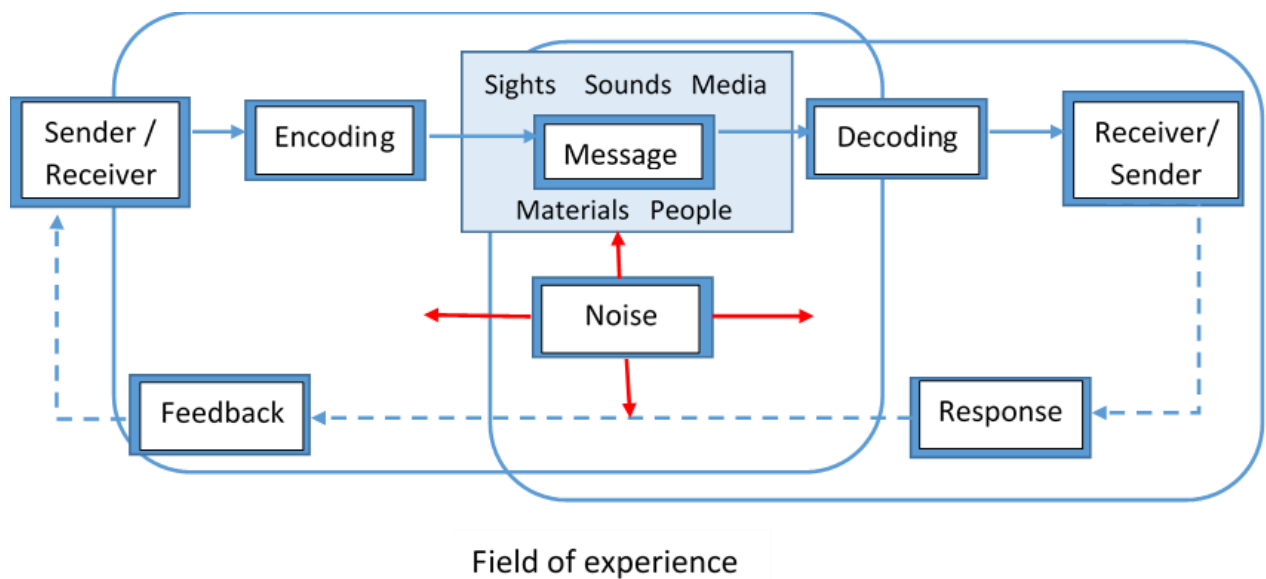 Sights Sounds Media
Sender /
Receiver
Encoding
Message
Decoding
Receiver/
Sender
Materials People
Noise
Feedback
Response
Field of experience